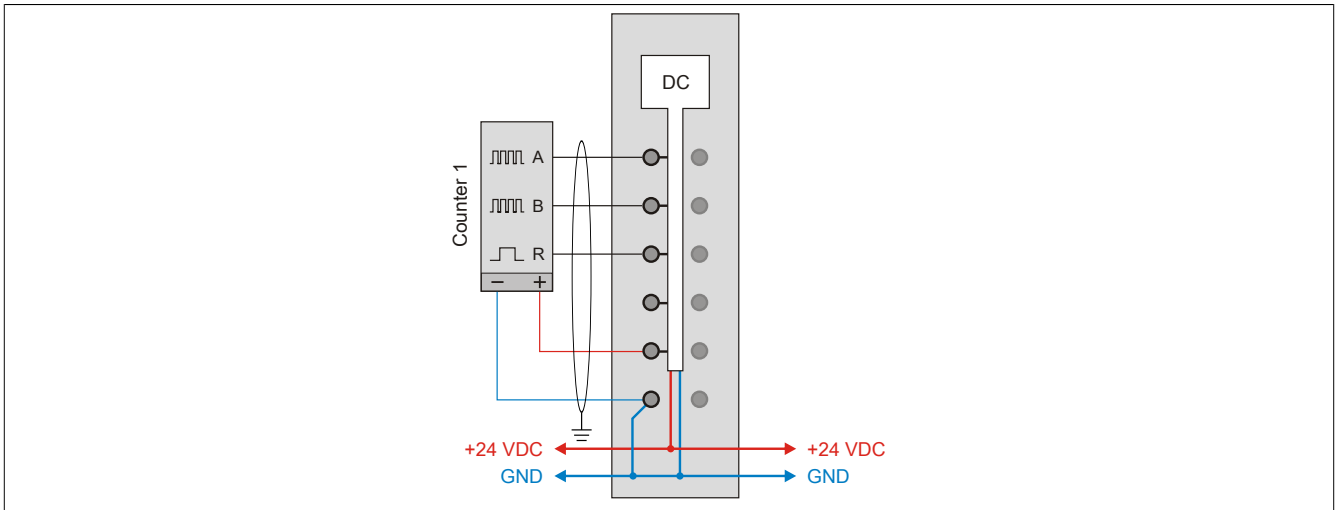 DC
Counter 1
A
B
R
− +
+24 VDC +24 VDC
GND GND